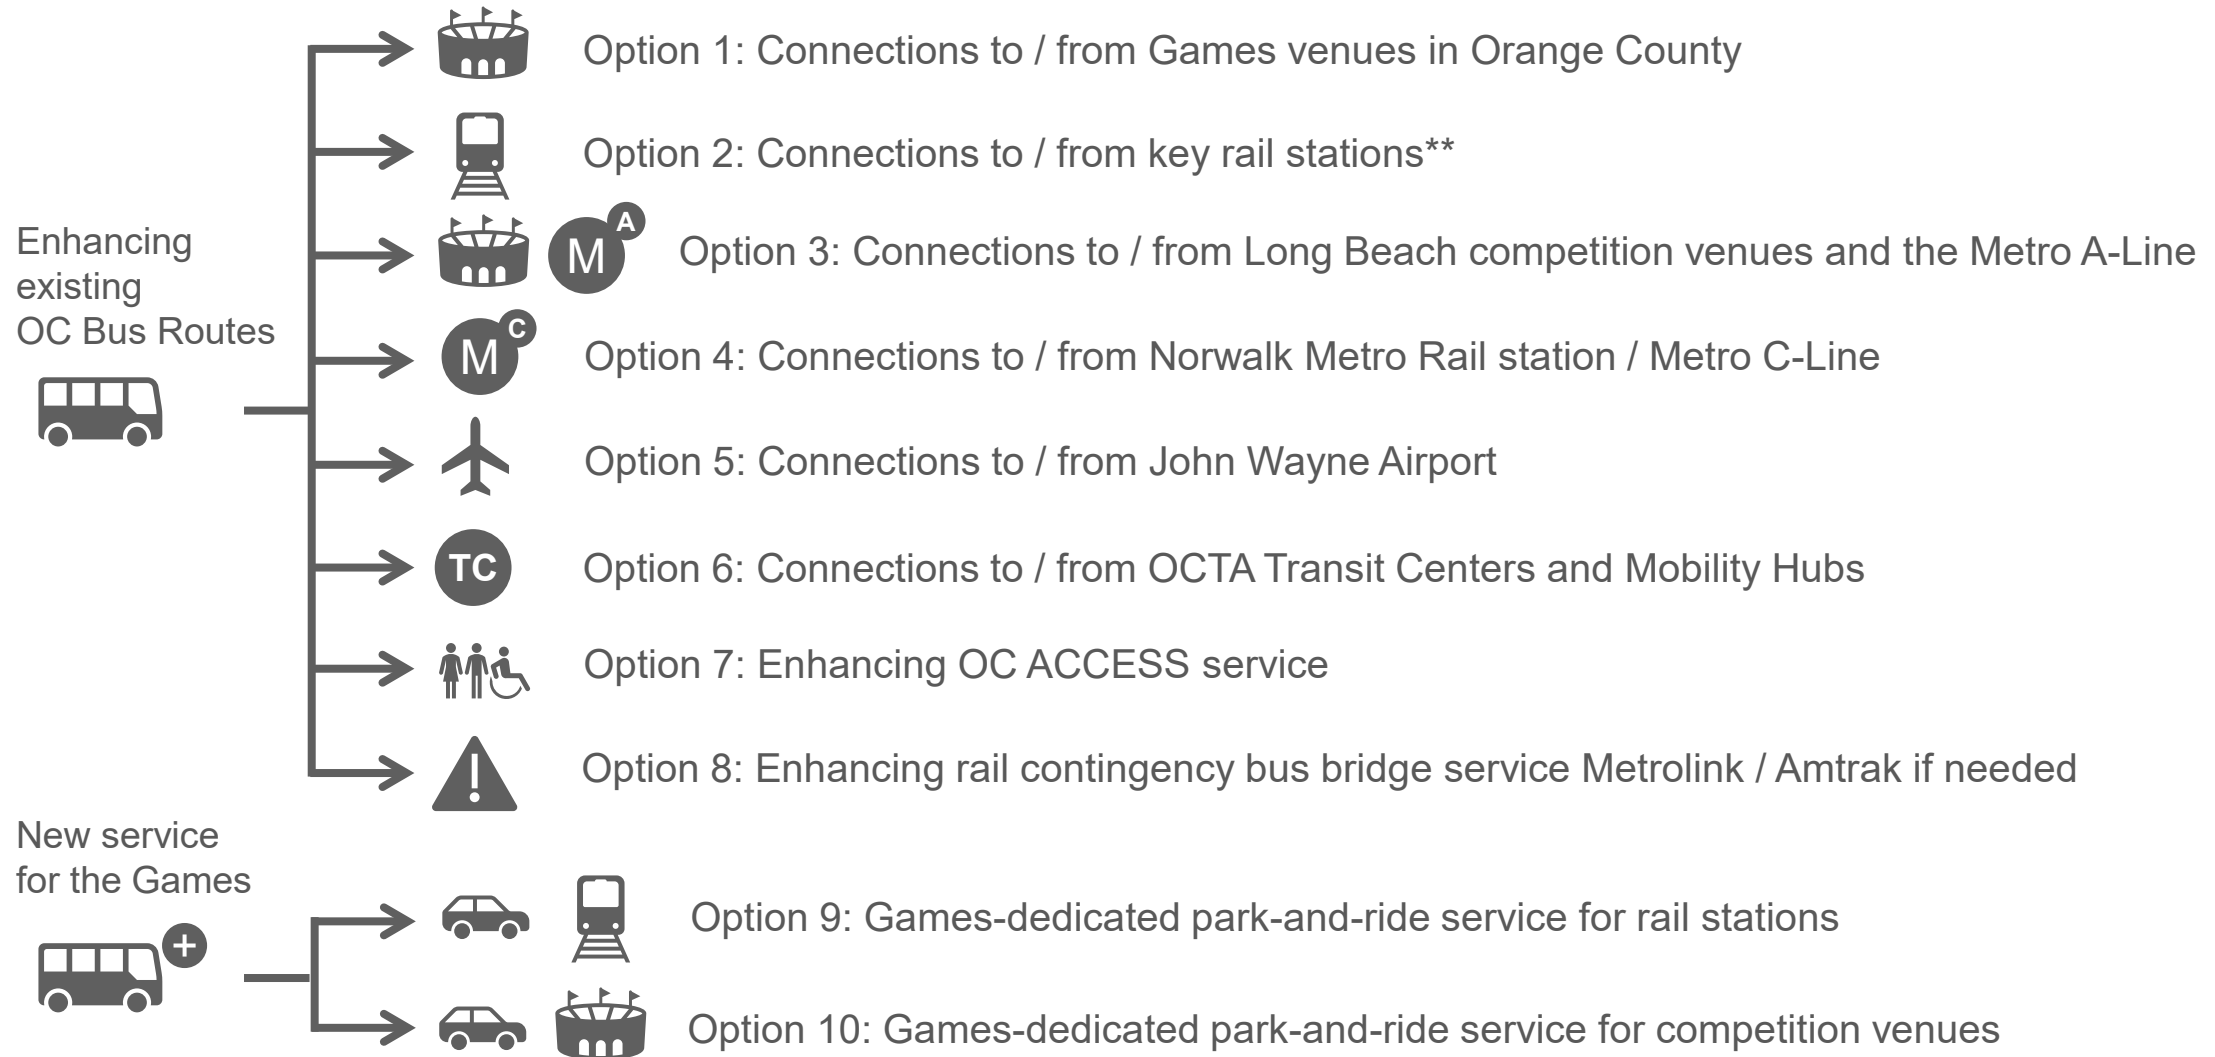 Option 1: Connections to / from Games venues in Orange County
Option 2: Connections to / from key rail stations**
Enhancing
existing
OC Bus Routes
M A
Option 3: Connections to / from Long Beach competition venues and the Metro A-Line
M C
Option 4: Connections to / from Norwalk Metro Rail station / Metro C-Line
Option 5: Connections to / from John Wayne Airport
TC
Option 6: Connections to / from OCTA Transit Centers and Mobility Hubs
Option 7: Enhancing OC ACCESS service
!
Option 8: Enhancing rail contingency bus bridge service Metrolink / Amtrak if needed
New service
for the Games
+
Option 9: Games-dedicated park-and-ride service for rail stations
Option 10: Games-dedicated park-and-ride service for competition venues